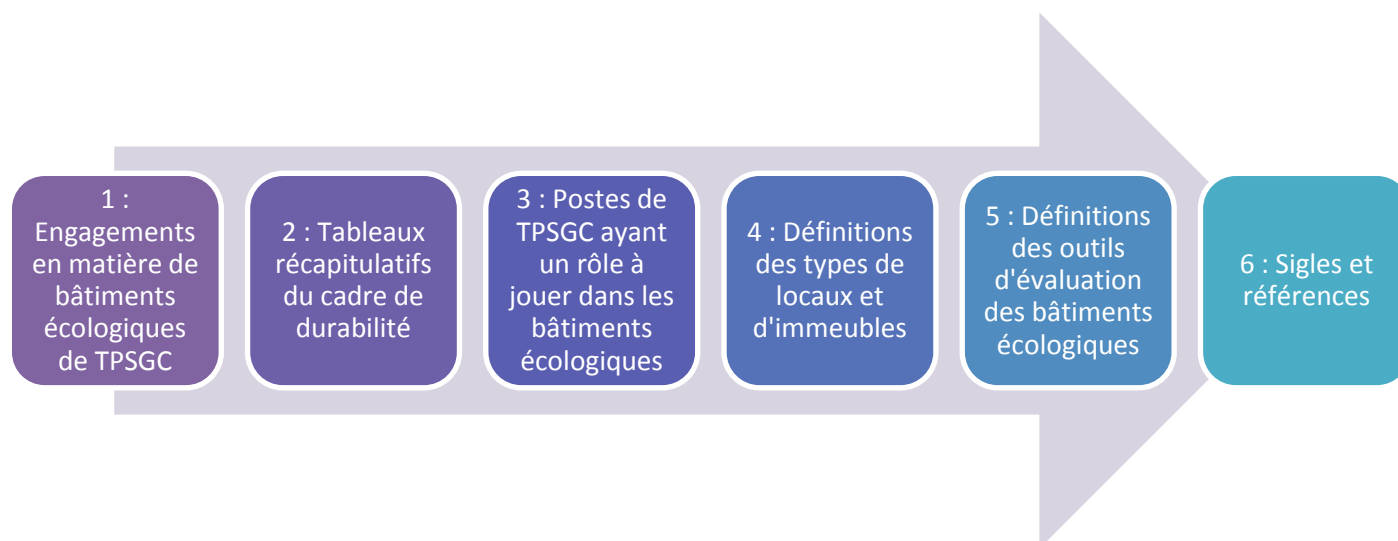 1 :
Engagements
en matière de
bâtiments
écologiques
de TPSGC
2 : Tableaux
récapitulatifs
du cadre de
durabilité
3 : Postes de
TPSGC ayant
un rôle à
jouer dans les
bâtiments
écologiques
4 : Définitions
des types de
locaux et
d'immeubles
5 : Définitions
des outils
d'évaluation
des bâtiments
écologiques
6 : Sigles et
références